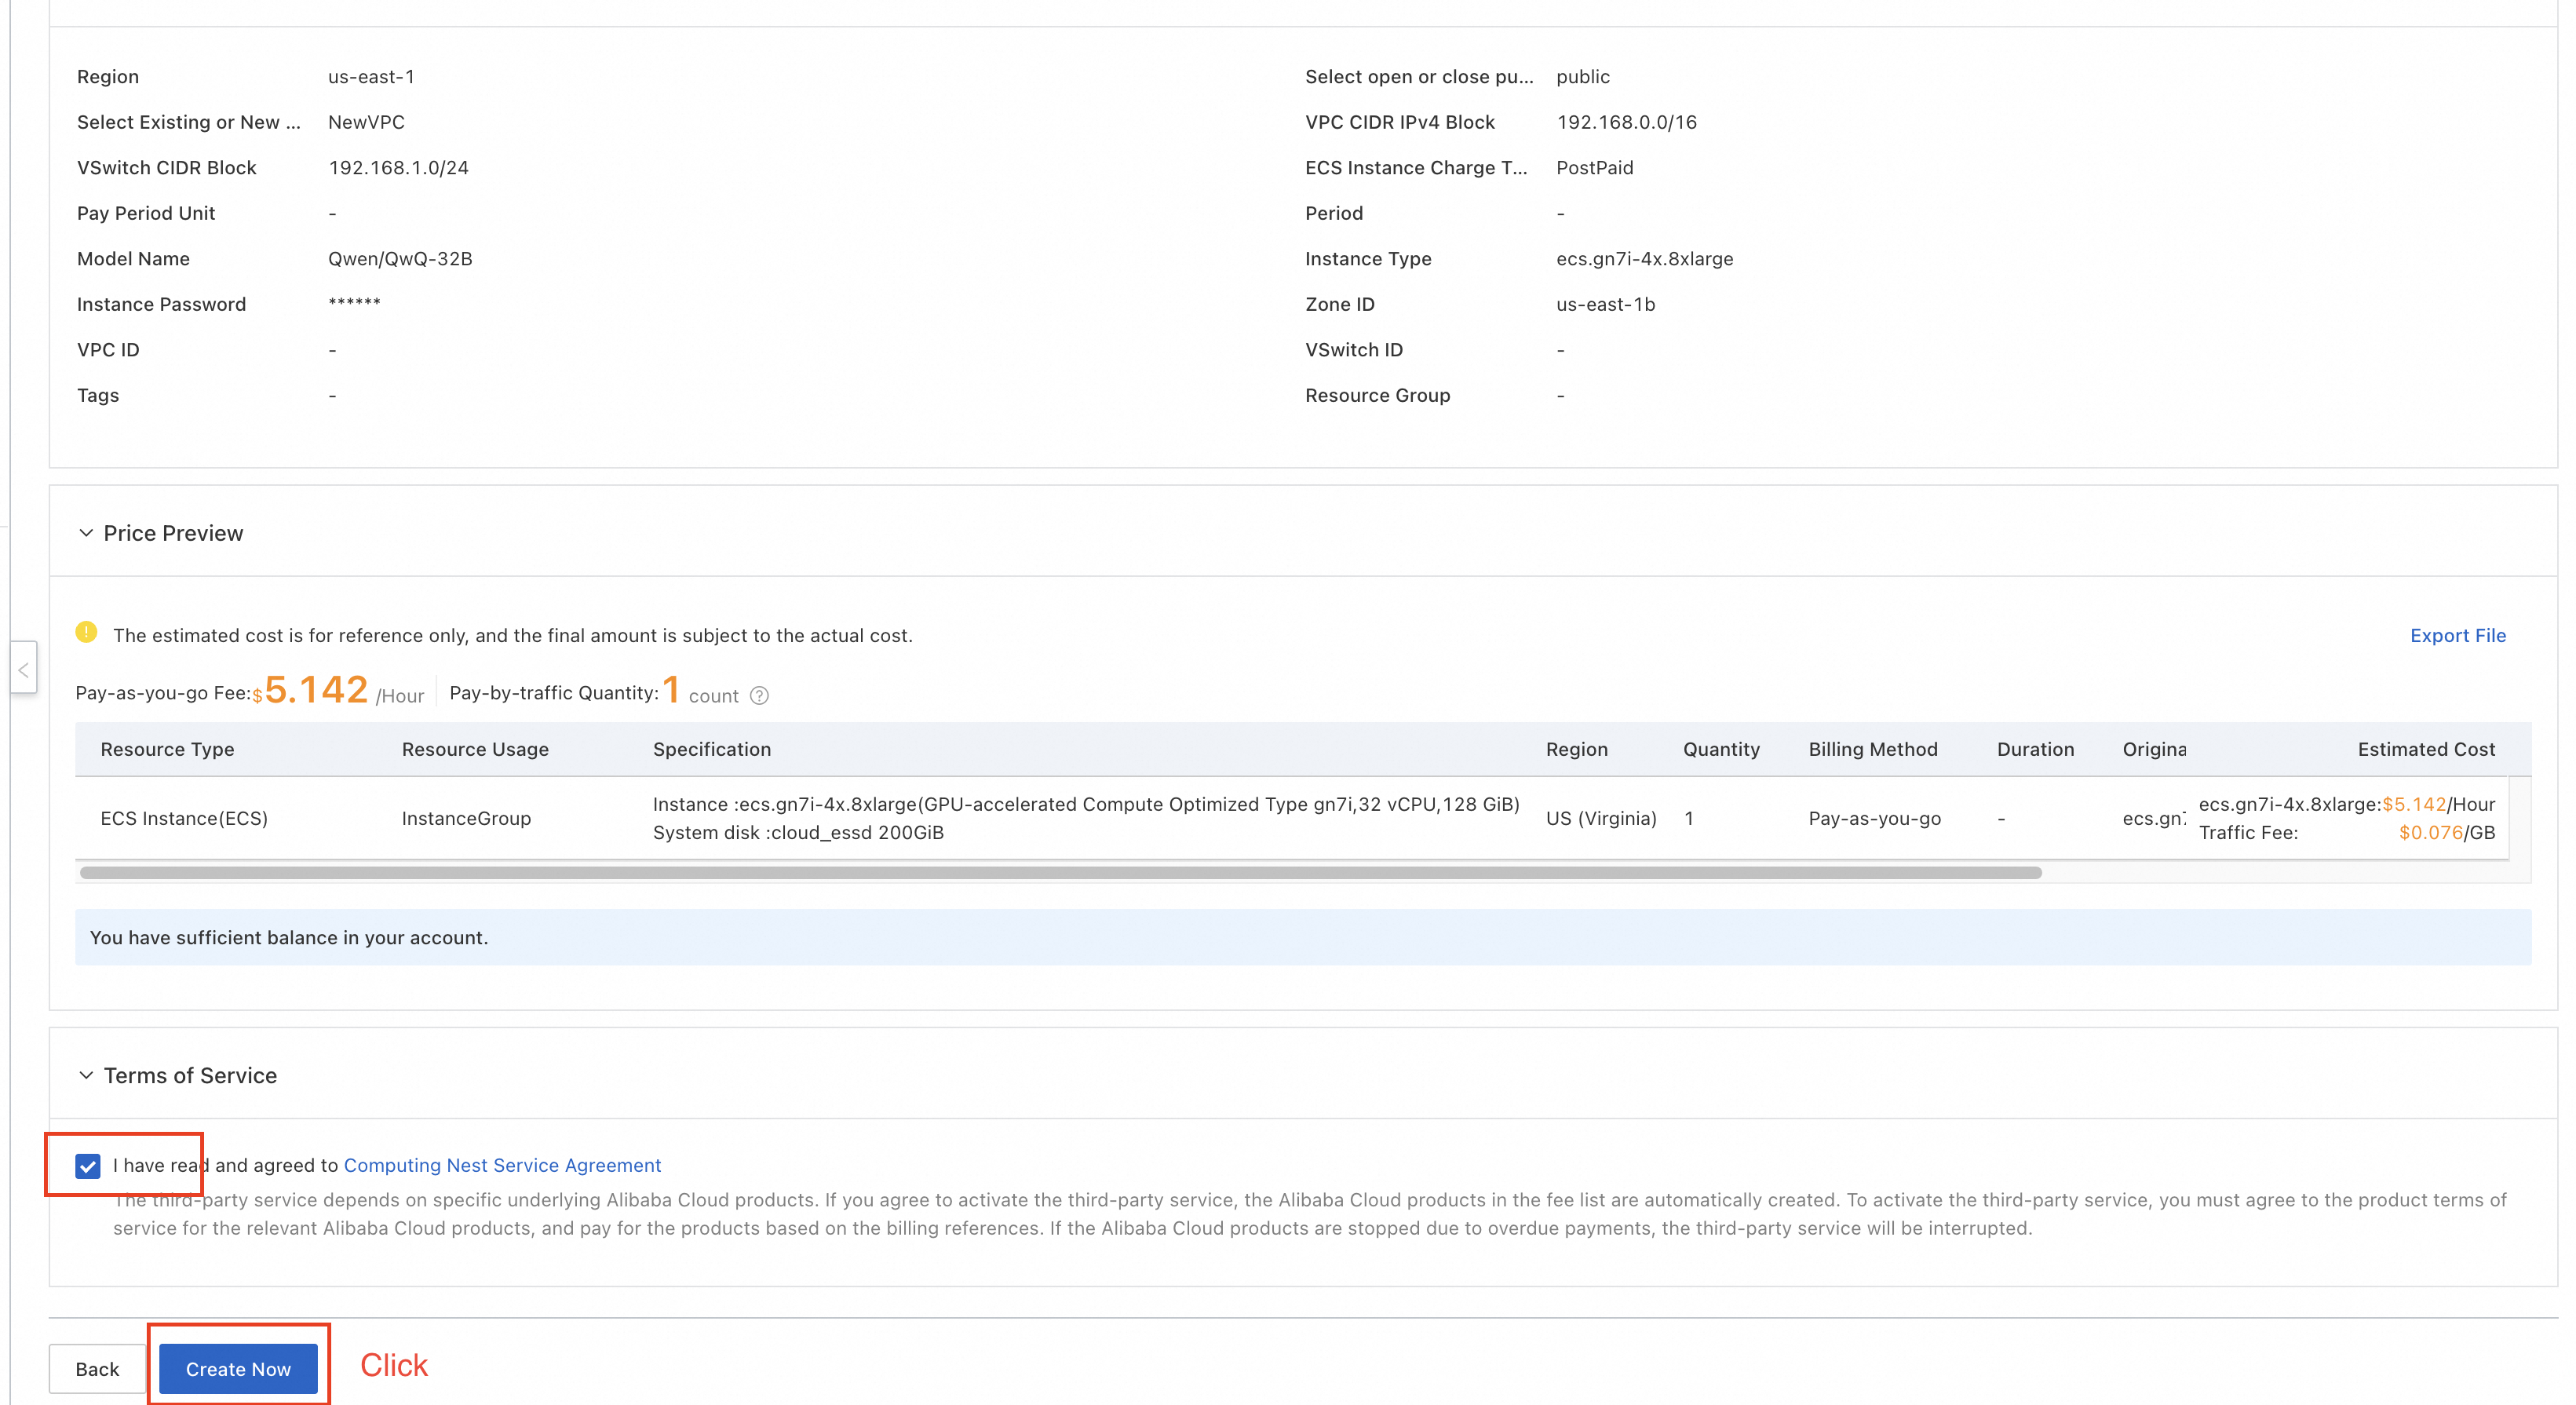 Region us-east-1 Select open or close pu... public
Select Existing or New ... NewVPC VPC CIDR IPv4 Block 192.168.0.0/16
VSwitch CIDR Block 192.168.1.0/24 ECS Instance Charge T... PostPaid
Pay Period Unit - Period -
Model Name Qwen/QwQ-32B Instance Type ecs.gn7i-4x.8xlarge
Instance Password ****** Zone ID us-east-1b
VPC ID - VSwitch ID -
Tags - Resource Group -
Price Preview
The estimated cost is for reference only, and the final amount is subject to the actual cost. Export File
Pay-as-you-go Fee:$5.142 /Hour Pay-by-traffic Quantity:1 count ?
Resource Type Resource Usage Specification Region Quantity Billing Method Duration Origina Estimated Cost
ECS Instance(ECS) InstanceGroup Instance :ecs.gn7i-4x.8xlarge(GPU-accelerated Compute Optimized Type gn7i,32 vCPU,128 GiB) US (Virginia) 1 Pay-as-you-go - ecs.gn7 ecs.gn7i-4x.8xlarge:$5.142/Hour
System disk :cloud_essd 200GiB Traffic Fee: $0.076/GB
You have sufficient balance in your account.
Terms of Service
I have read and agreed to Computing Nest Service Agreement
The third-party service depends on specific underlying Alibaba Cloud products. If you agree to activate the third-party service, the Alibaba Cloud products in the fee list are automatically created. To activate the third-party service, you must agree to the product terms of
service for the relevant Alibaba Cloud products, and pay for the products based on the billing references. If the Alibaba Cloud products are stopped due to overdue payments, the third-party service will be interrupted.
Back Create Now Click